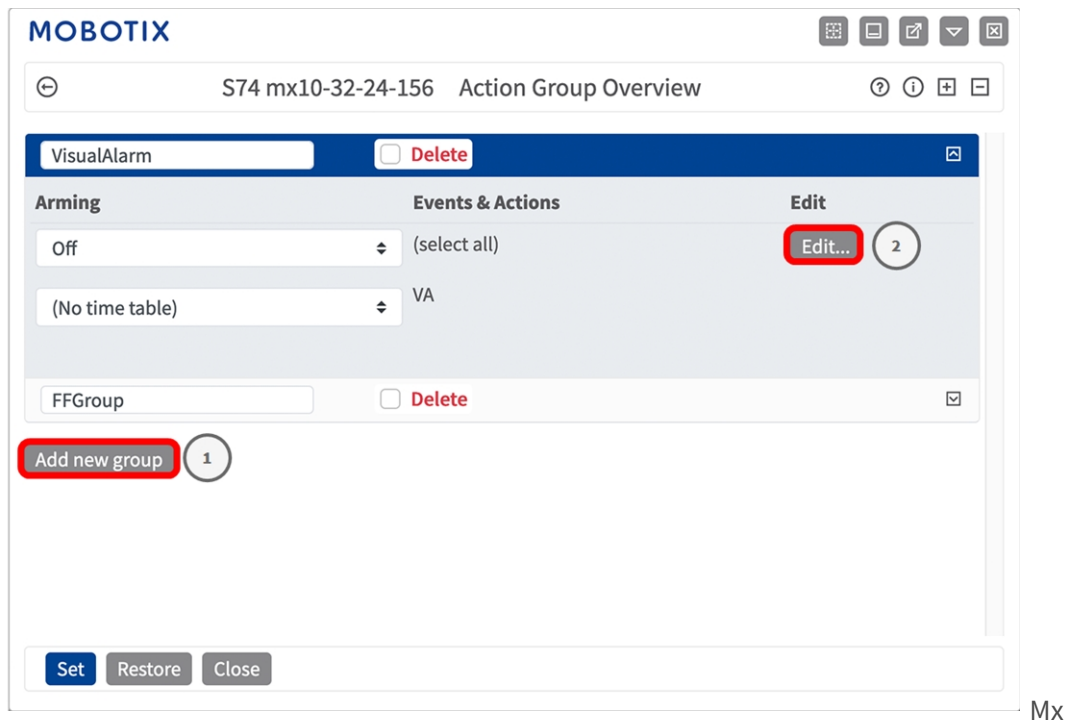 MOBOTIX
S74 mx10-32-24-156 Action Group Overview
VisualAlarm Delete
Arming Events & Actions Edit
Off (select all) Edit... 2
(No time table) VA
FFGroup Delete
Add new group 1
Set Restore Close
Mx